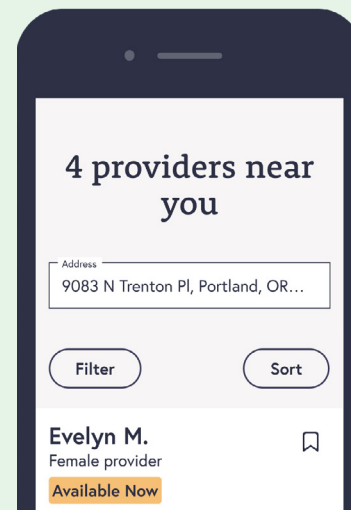 4 providers near
you
Address
9083 N Trenton Pl, Portland, OR…
Filter
Sort
Evelyn M.
Female provider
Available Now